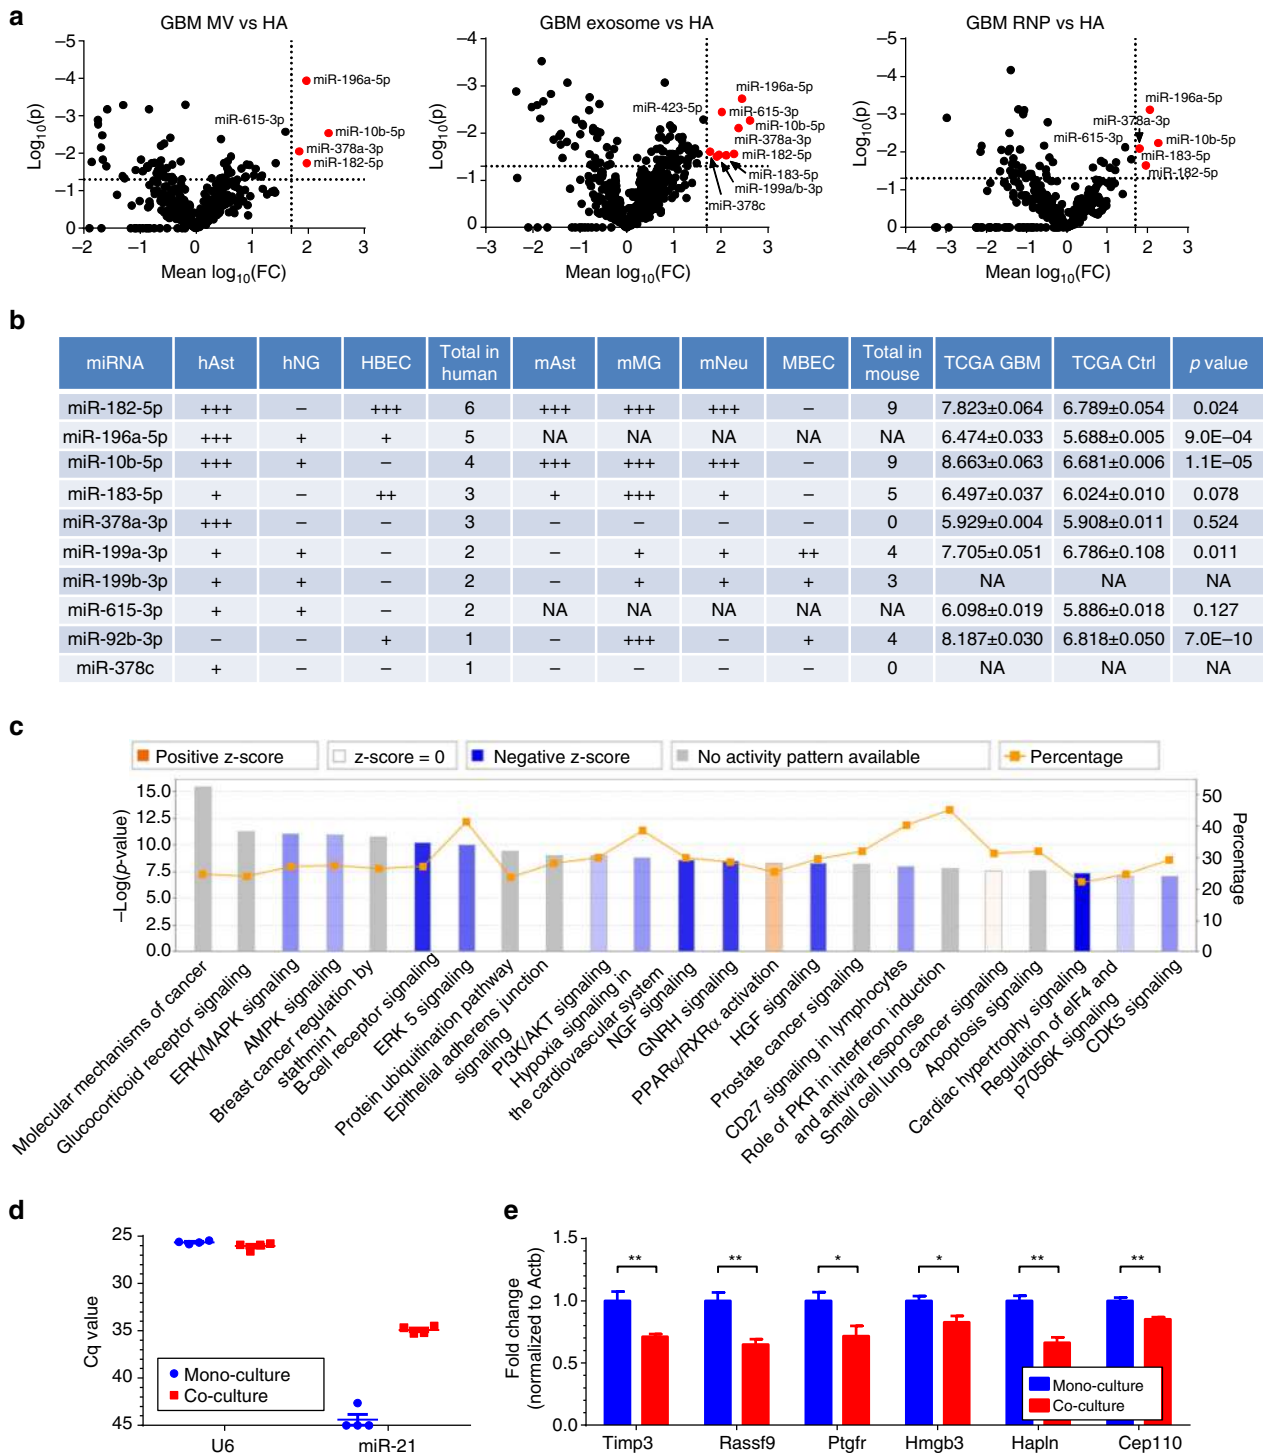 a
GBM MV vs HA
GBM exosome vs HA
GBM RNP vs HA
Log10(p)
–5
–4
–3
–2
–1
0
–2
–1
0
1
2
3
Mean log10(FC)
miR-196a-5p
miR-615-3p
miR-10b-5p
miR-378a-3p
miR-182-5p
Log10(p)
–4
–3
–2
–1
0
–3
–2
–1
0
1
2
3
Mean log10(FC)
miR-196a-5p
miR-423-5p
miR-615-3p
miR-10b-5p
miR-378a-3p
miR-182-5p
miR-183-5p
miR-199a/b-3p
miR-378c
Log10(p)
–5
–4
–3
–2
–1
0
–4
–3
–2
–1
0
1
2
3
Mean log10(FC)
miR-196a-5p
miR-378a-3p
miR-615-3p
miR-10b-5p
miR-183-5p
miR-182-5p
b
miRNA hAst hNG HBEC Total in human mAst mMG mNeu MBEC Total in mouse TCGA GBM TCGA Ctrl p value
miR-182-5p +++ – +++ 6 +++ +++ +++ – 9 7.823±0.064 6.789±0.054 0.024
miR-196a-5p +++ + + 5 NA NA NA NA NA 6.474±0.033 5.688±0.005 9.0E–04
miR-10b-5p +++ + – 4 +++ +++ +++ – 9 8.663±0.063 6.681±0.006 1.1E–05
miR-183-5p + – ++ 3 + +++ + – 5 6.497±0.037 6.024±0.010 0.078
miR-378a-3p +++ – – 3 – – – – 0 5.929±0.004 5.908±0.011 0.524
miR-199a-3p + + – 2 – + + ++ 4 7.705±0.051 6.786±0.108 0.011
miR-199b-3p + + – 2 – + + + 3 NA NA NA
miR-615-3p + + – 2 NA NA NA NA NA 6.098±0.019 5.886±0.018 0.127
miR-92b-3p – – + 1 – +++ – + 4 8.187±0.030 6.818±0.050 7.0E–10
miR-378c + – – 1 – – – – 0 NA NA NA
c
Positive z-score
z-score = 0
Negative z-score
No activity pattern available
Percentage
–Log(p-value)
15.0
12.5
10.0
7.5
5.0
2.5
0.0
50
40
30
20
10
0
Percentage
Molecular mechanisms of cancer
Glucocorticoid receptor signaling
ERK/MAPK signaling
AMPK signaling
Breast cancer regulation by
stathmin1
B-cell receptor signaling
ERK 5 signaling
Protein ubiquitination pathway
Epithelial adherens junction
signaling
PI3K/AKT signaling
Hypoxia signaling in
the cardiovascular system
NGF signaling
GNRH signaling
PPARα/RXRα activation
HGF signaling
Prostate cancer signaling
CD27 signaling in lymphocytes
Role of PKR in interferon induction
and antiviral response
Small cell lung cancer signaling
Apoptosis signaling
Cardiac hypertrophy signaling
Regulation of eIF4 and
p7056K signaling
CDK5 signaling
d
Cq value
25
30
35
40
45
Mono-culture
Co-culture
U6
miR-21
e
Fold change
(normalized to Actb)
1.5
1.0
0.5
0.0
**
**
*
*
**
**
Mono-culture
Co-culture
Timp3
Rassf9
Ptgfr
Hmgb3
Hapln
Cep110